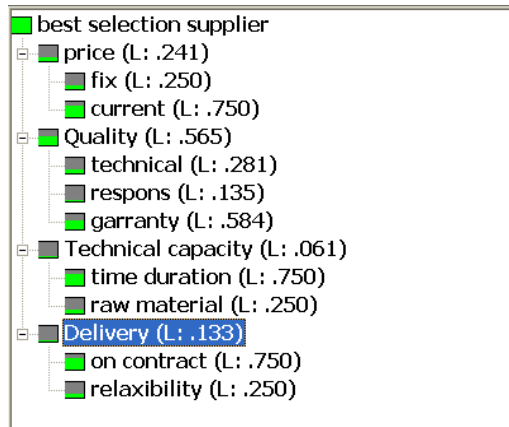 best selection supplier
price (L: .241)
fix (L: .250)
current (L: .750)
Quality (L: .565)
technical (L: .281)
respons (L: .135)
garranty (L: .584)
Technical capacity (L: .061)
time duration (L: .750)
raw material (L: .250)
Delivery (L: .133)
on contract (L: .750)
relaxibility (L: .250)